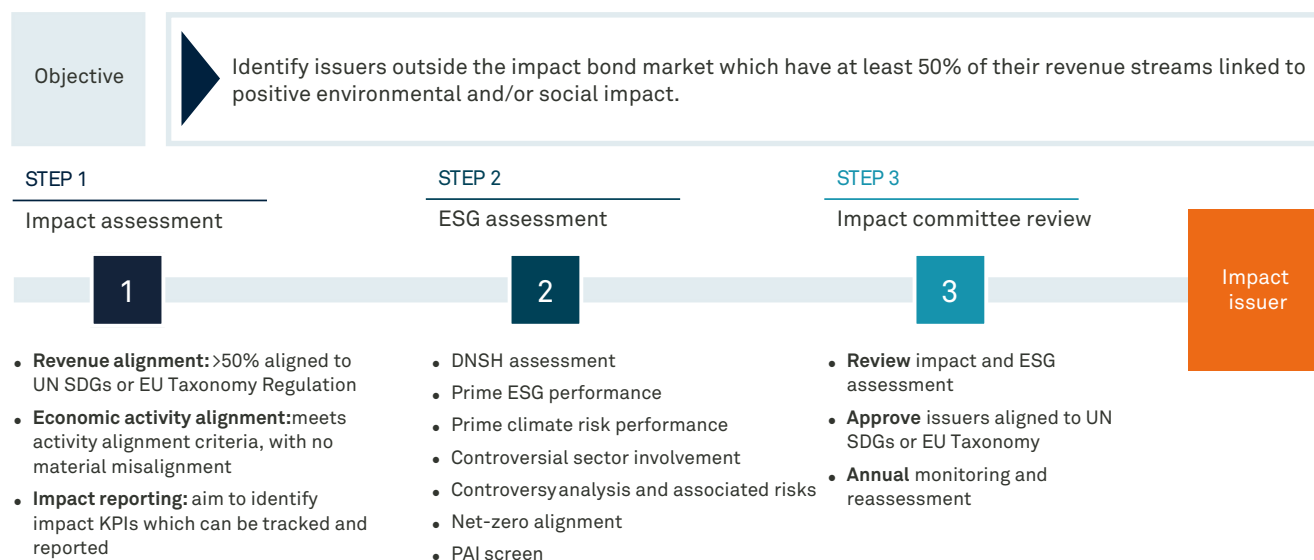 Objective
Identify issuers outside the impact bond market which have at least 50% of their revenue streams linked to
positive environmental and/or social impact.
STEP 1
Impact assessment
STEP 2
ESG assessment
STEP 3
Impact committee review
1
2
3
Impact
issuer
• Revenue alignment: >50% aligned to
UN SDGs or EU Taxonomy Regulation
• Economic activity alignment:meets
activity alignment criteria, with no
material misalignment
• Impact reporting: aim to identify
impact KPIs which can be tracked and
reported
• DNSH assessment
• Prime ESG performance
• Prime climate risk performance
• Controversial sector involvement
• Controversy analysis and associated risks
• Net-zero alignment
• PAI screen
• Review impact and ESG
assessment
• Approve issuers aligned to UN
SDGs or EU Taxonomy
• Annual monitoring and
reassessment